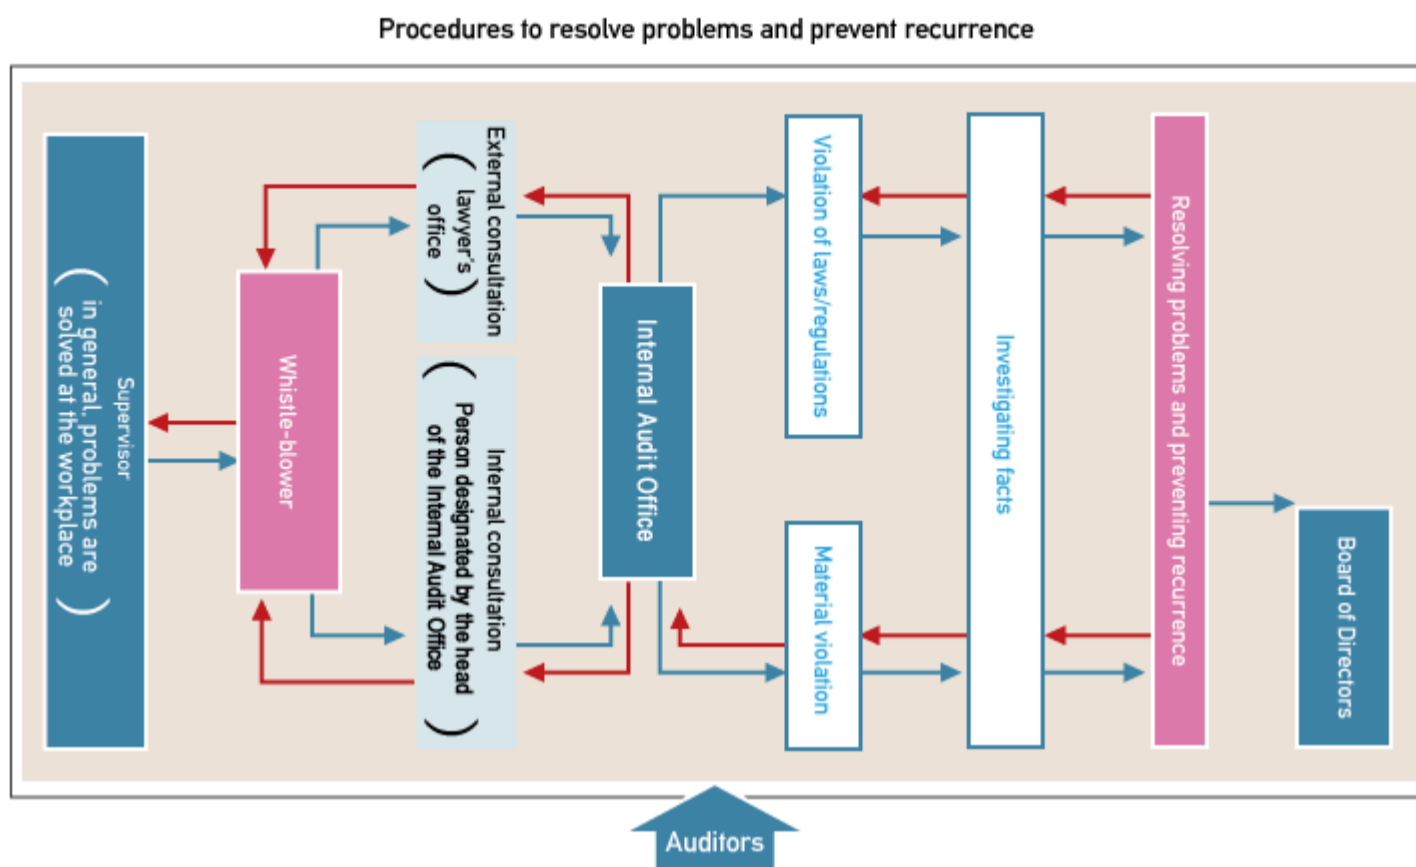 Procedures to resolve problems and prevent recurrence
Supervisor
( in general, problems are
solved at the workplace )
Whistle-blower
External consultation
( lawyer's
office )
Internal consultation
( Person designated by the head
of the Internal Audit Office )
Internal Audit Office
Violation of laws/regulations
Material violation
Investigating facts
Resolving problems and preventing recurrence
Board of Directors
Auditors